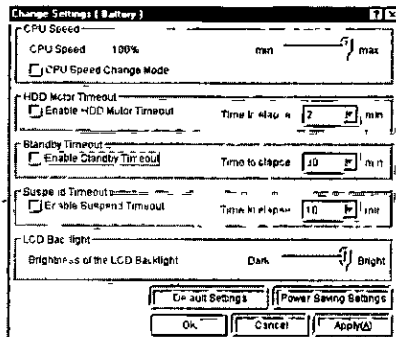 Change Settings ( Battery )
CPU Speed
CPU Speed 100% min max
CPU Speed Change Mode
HDD Motor Timeout
Enable HDD Motor Timeout Time to elapse 2 min
Standby Timeout
Enable Standby Timeout Time to elapse 30 min
Suspend Timeout
Enable Suspend Timeout Time to elapse 10 min
LCD Backlight
Brightness of the LCD Backlight Dark Bright
Default Settings Power Saving Settings
OK Cancel Apply(A)